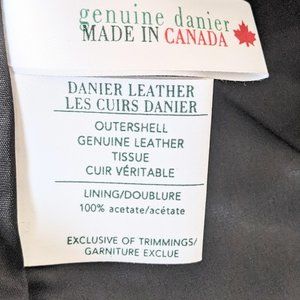 genuine danier
MADE IN CANADA
DANIER LEATHER
LES CUIRS DANIER
OUTERSHELL
GENUINE LEATHER
TISSUE
CUIR VÉRITABLE
LINING/DOUBLURE
100% acetate/acétate
EXCLUSIVE OF TRIMMINGS/
GARNITURE EXCLUE